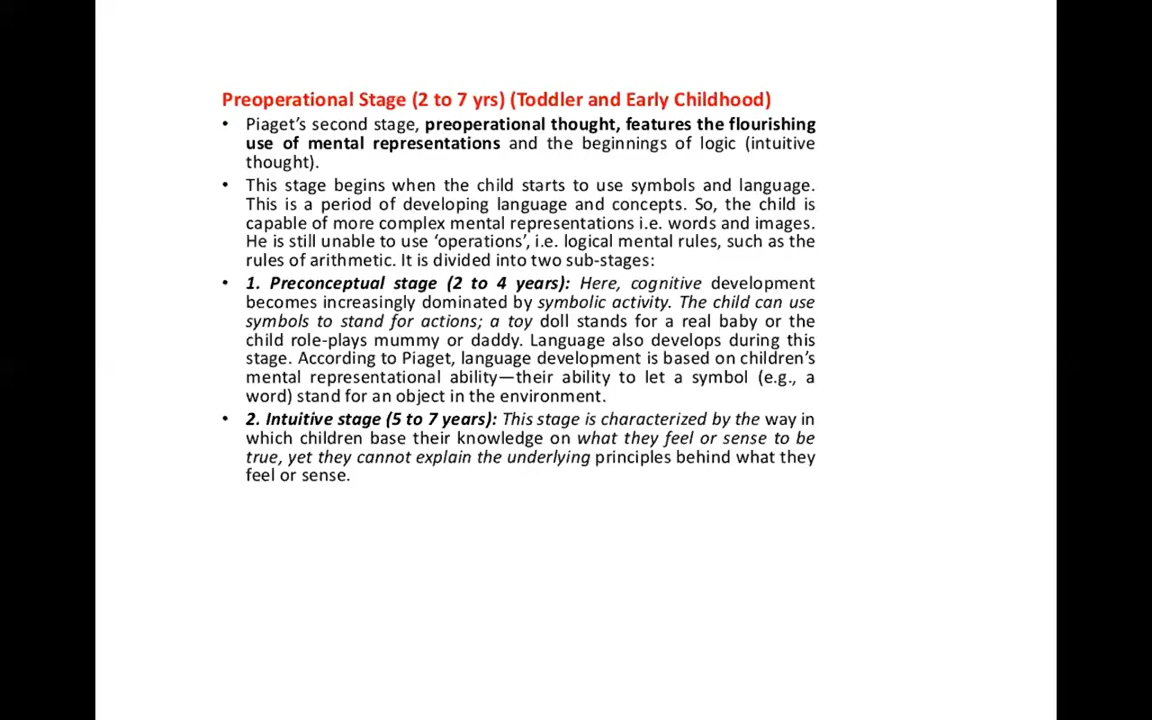 Preoperational Stage (2 to 7 yrs) (Toddler and Early Childhood)
• Piaget's second stage, preoperational thought, features the flourishing
use of mental representations and the beginnings of logic (intuitive
thought).
• This stage begins when the child starts to use symbols and language.
This is a period of developing language and concepts. So, the child is
capable of more complex mental representations i.e. words and images.
He is still unable to use ‘operations’, i.e. logical mental rules, such as the
rules of arithmetic. It is divided into two sub-stages:
• 1. Preconceptual stage (2 to 4 years): Here, cognitive development
becomes increasingly dominated by symbolic activity. The child can use
symbols to stand for actions; a toy doll stands for a real baby or the
child role-plays mummy or daddy. Language also develops during this
stage. According to Piaget, language development is based on children's
mental representational ability—their ability to let a symbol (e.g., a
word) stand for an object in the environment.
• 2. Intuitive stage (5 to 7 years): This stage is characterized by the way in
which children base their knowledge on what they feel or sense to be
true, yet they cannot explain the underlying principles behind what they
feel or sense.